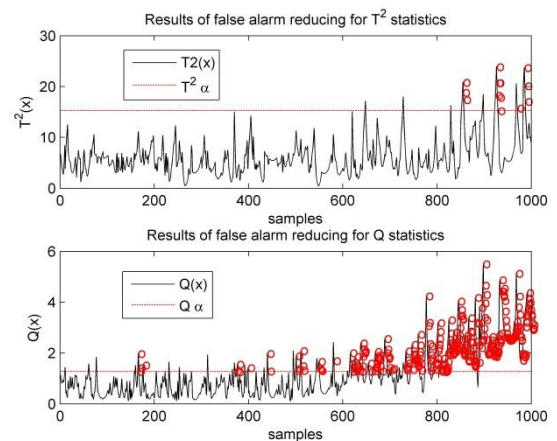 Results of false alarm reducing for T² statistics
30
20
10
0
T²(x)
T2(x)
T² α
0 200 400 600 800 1000
samples
Results of false alarm reducing for Q statistics
6
4
2
0
Q(x)
Q(x)
Q α
0 200 400 600 800 1000
samples